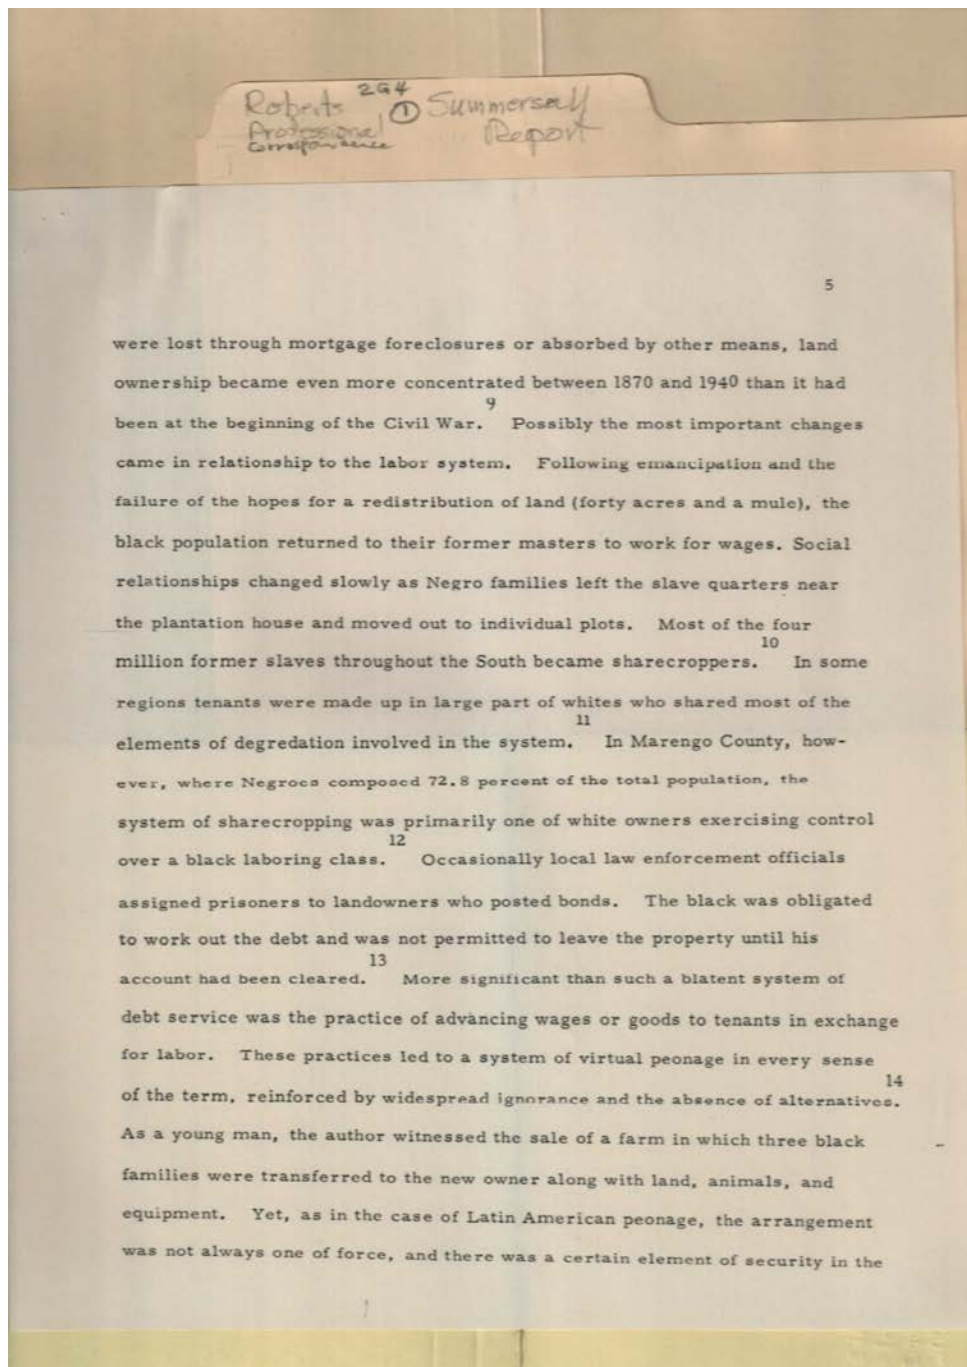 Roberts 2G4 ① Summersell
Professional Report
Correspondence
5
were lost through mortgage foreclosures or absorbed by other means, land
ownership became even more concentrated between 1870 and 1940 than it had
been at the beginning of the Civil War.9 Possibly the most important changes
came in relationship to the labor system. Following emancipation and the
failure of the hopes for a redistribution of land (forty acres and a mule), the
black population returned to their former masters to work for wages. Social
relationships changed slowly as Negro families left the slave quarters near
the plantation house and moved out to individual plots. Most of the four
million former slaves throughout the South became sharecroppers.10 In some
regions tenants were made up in large part of whites who shared most of the
elements of degredation involved in the system.11 In Marengo County, how-
ever, where Negroes composed 72.8 percent of the total population, the
system of sharecropping was primarily one of white owners exercising control
over a black laboring class.12 Occasionally local law enforcement officials
assigned prisoners to landowners who posted bonds. The black was obligated
to work out the debt and was not permitted to leave the property until his
account had been cleared.13 More significant than such a blatent system of
debt service was the practice of advancing wages or goods to tenants in exchange
for labor. These practices led to a system of virtual peonage in every sense
of the term, reinforced by widespread ignorance and the absence of alternatives.14
As a young man, the author witnessed the sale of a farm in which three black
families were transferred to the new owner along with land, animals, and
equipment. Yet, as in the case of Latin American peonage, the arrangement
was not always one of force, and there was a certain element of security in the